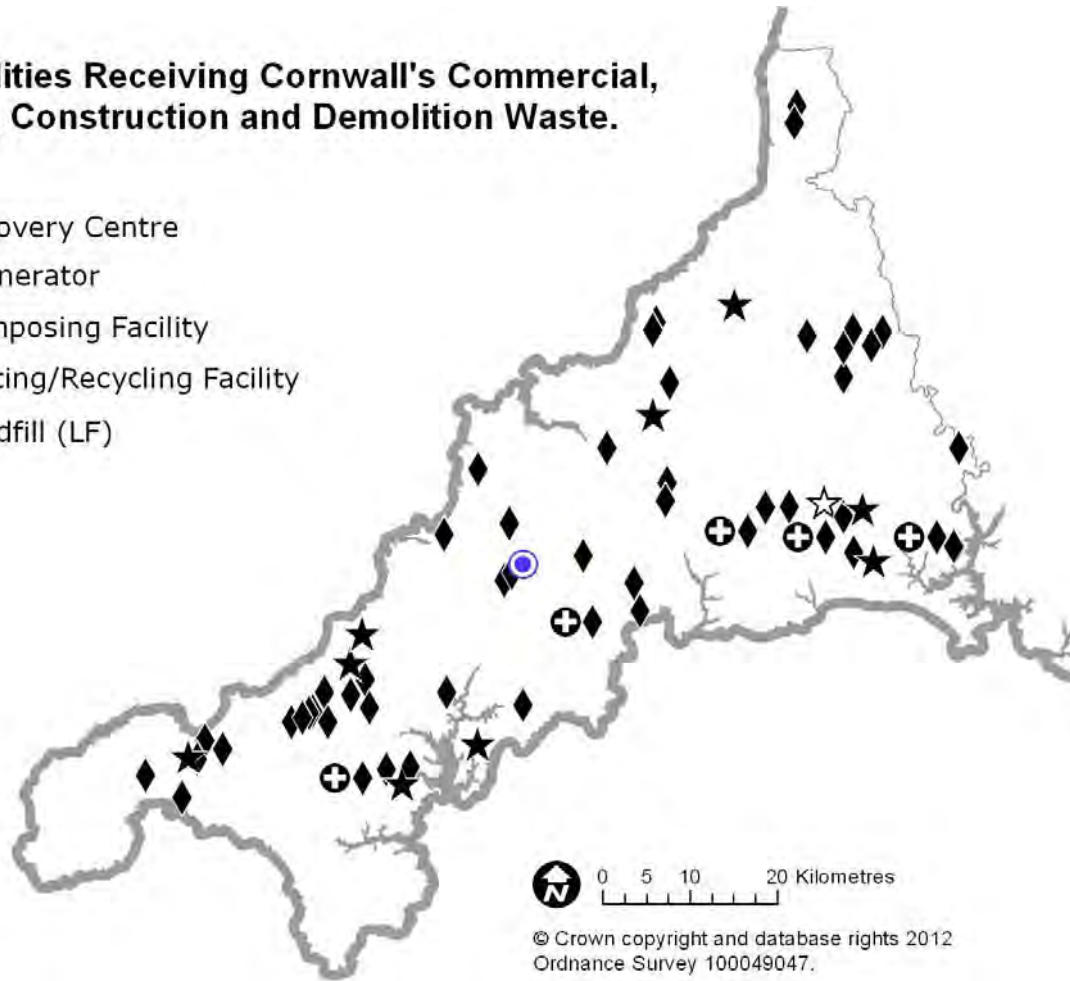 lities Receiving Cornwall's Commercial,
Construction and Demolition Waste.
overy Centre
nerator
mposing Facility
ting/Recycling Facility
dfill (LF)
N
0 5 10 20 Kilometres
© Crown copyright and database rights 2012
Ordnance Survey 100049047.